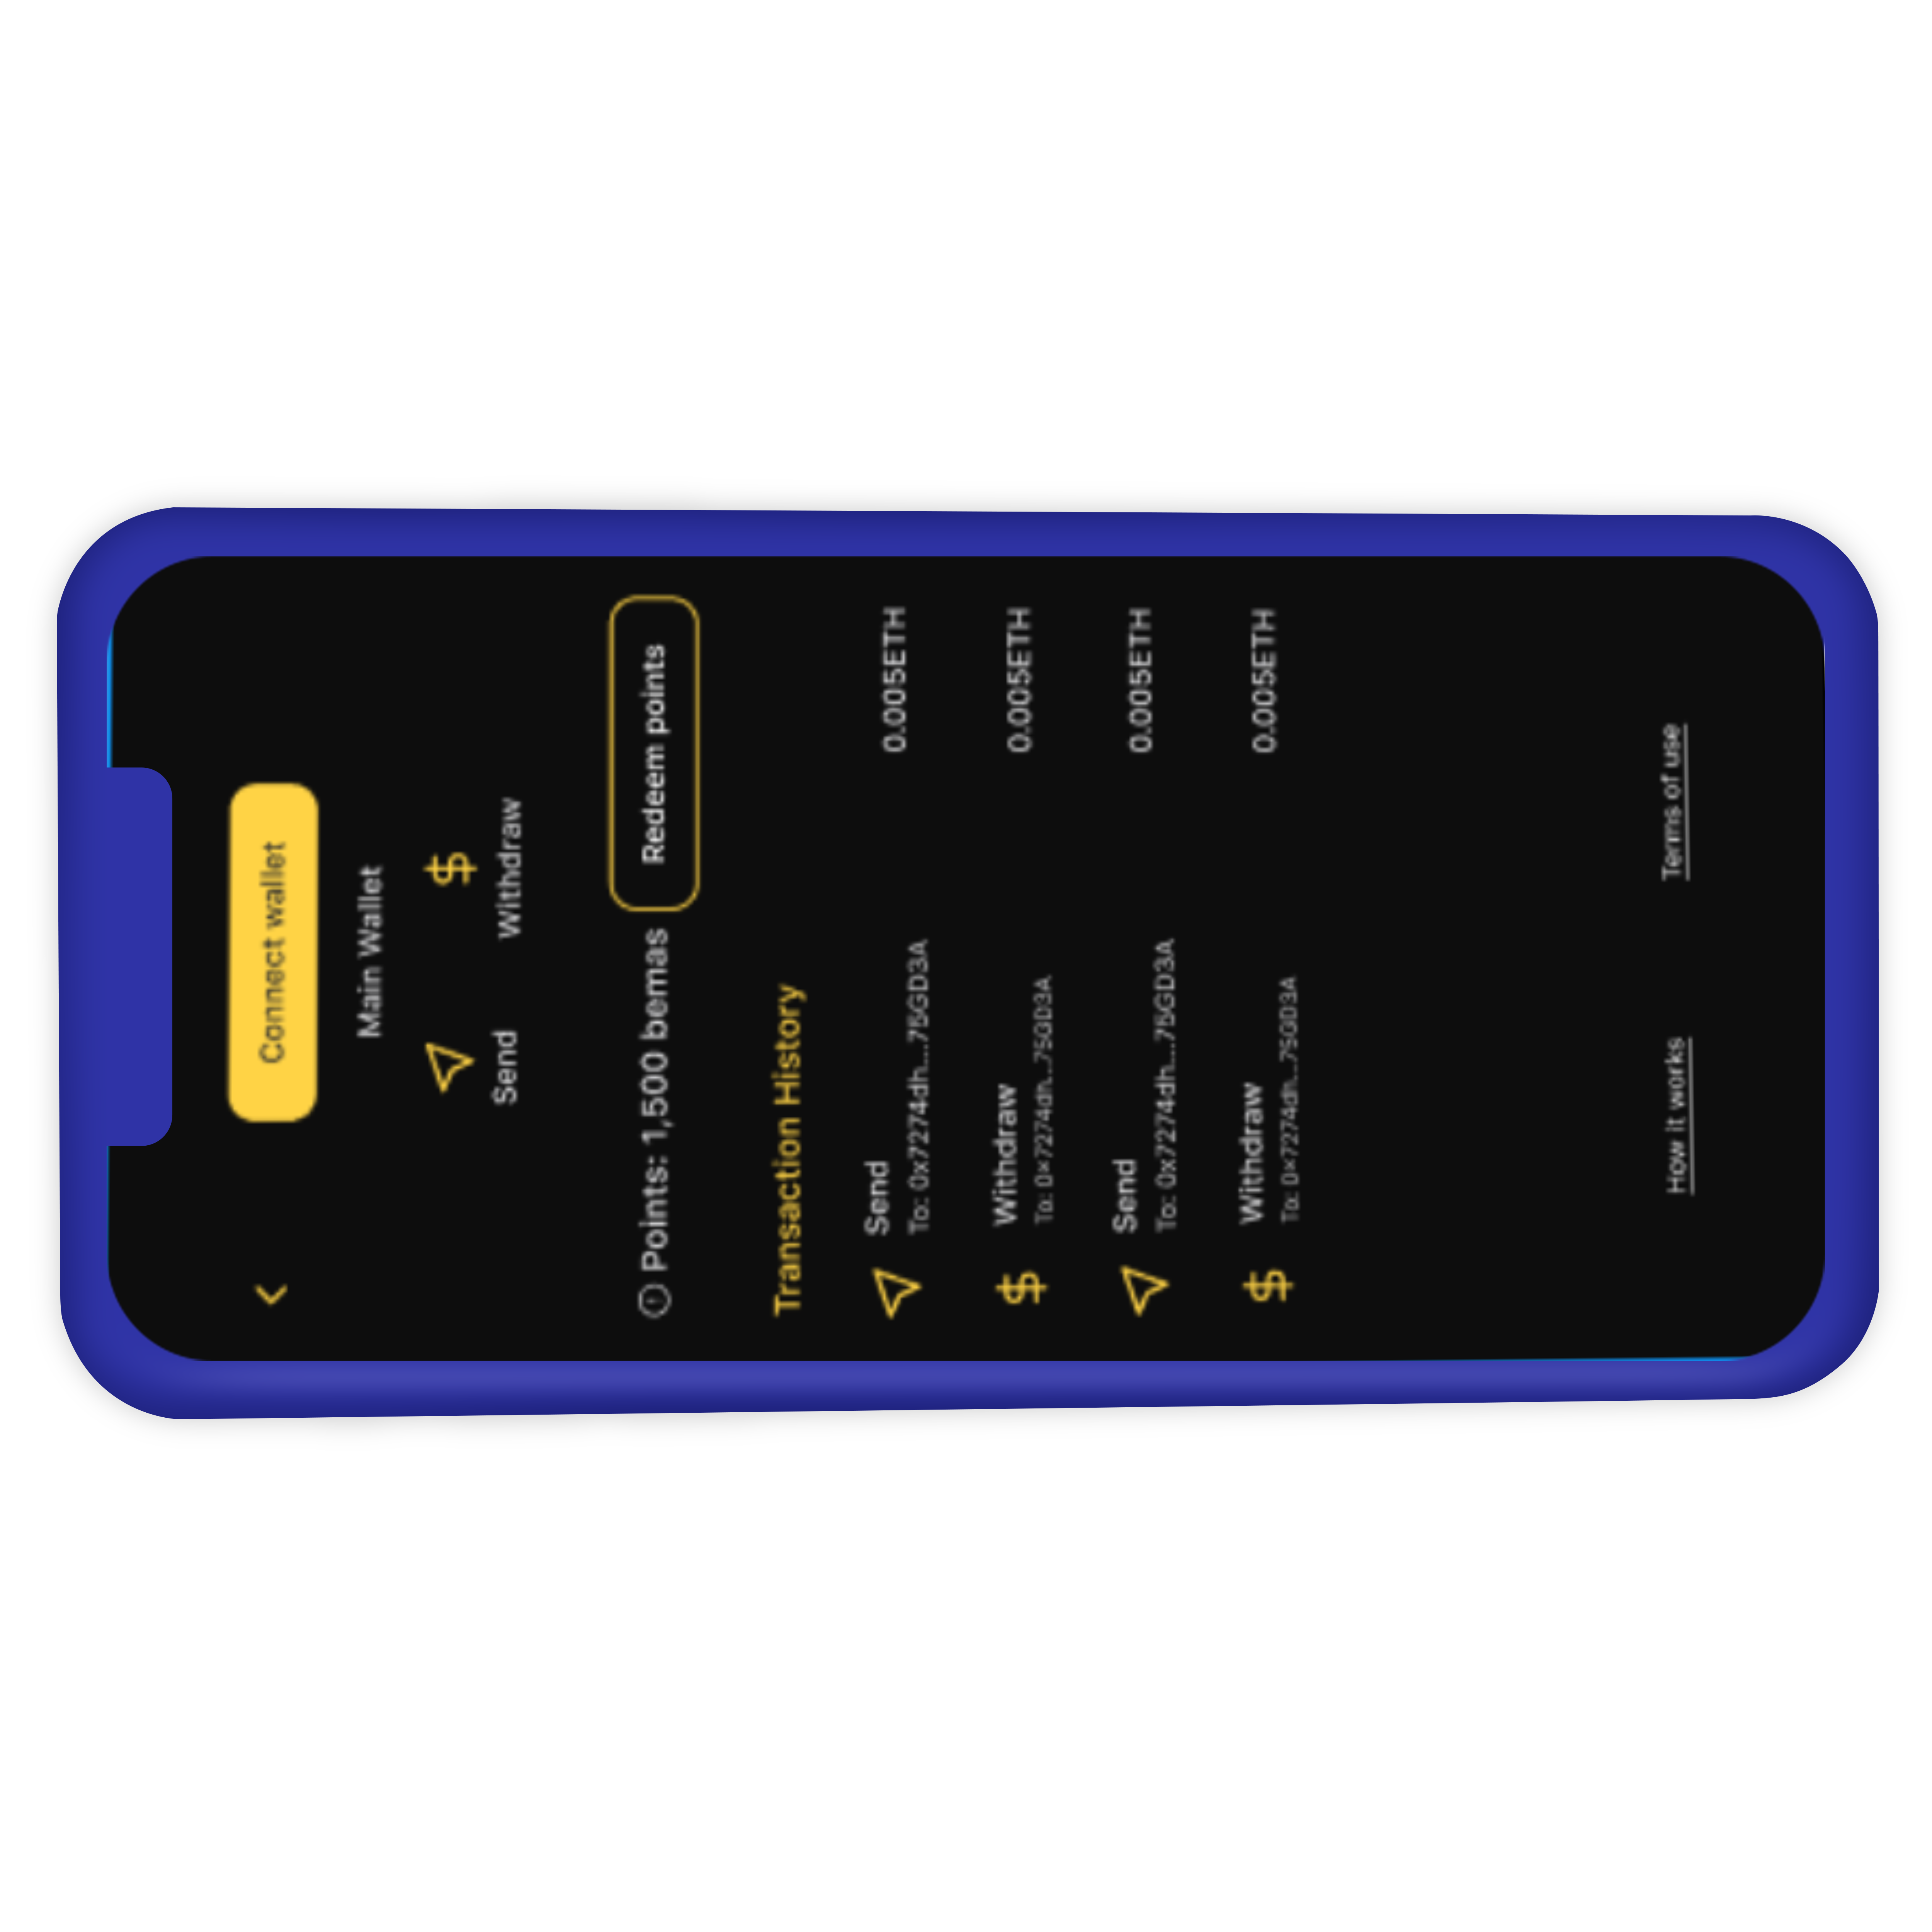 Connect wallet
Main Wallet
Send Withdraw
Points: 1,500 bemas Redeem points
Transaction History
Send 0.005ETH
To: 0x7274dh...75GD3A
Withdraw 0.005ETH
To: 0x7274dh...75GD3A
Send 0.005ETH
To: 0x7274dh...75GD3A
Withdraw 0.005ETH
To: 0x7274dh...75GD3A
How it works Terms of use